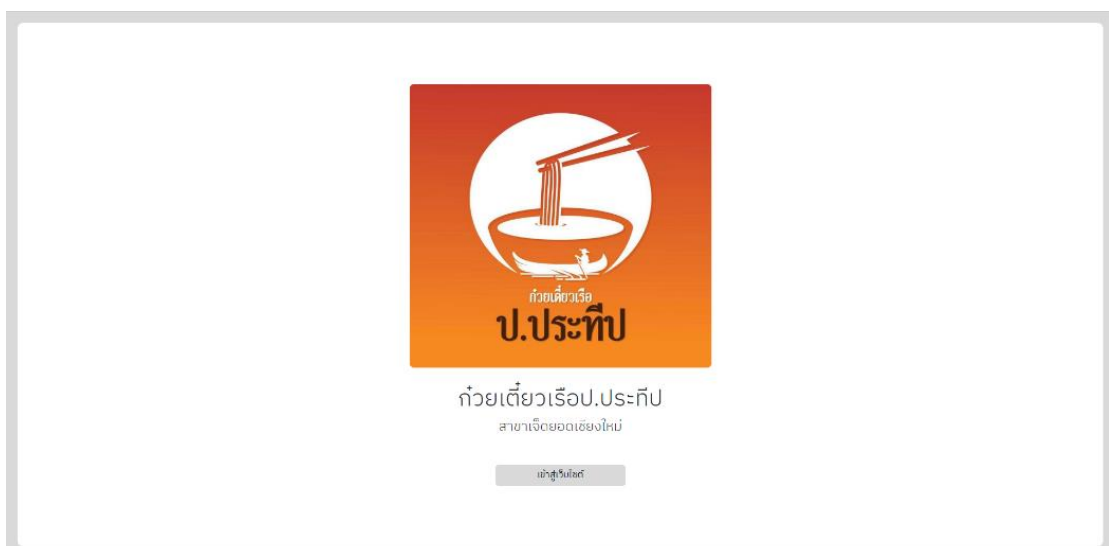 ก๋วยเตี๋ยวเรือ
ป.ประทีป
ก๋วยเตี๋ยวเรือป.ประทีป
สาขาเจ็ดยอดเชียงใหม่
เข้าสู่เว็บไซต์